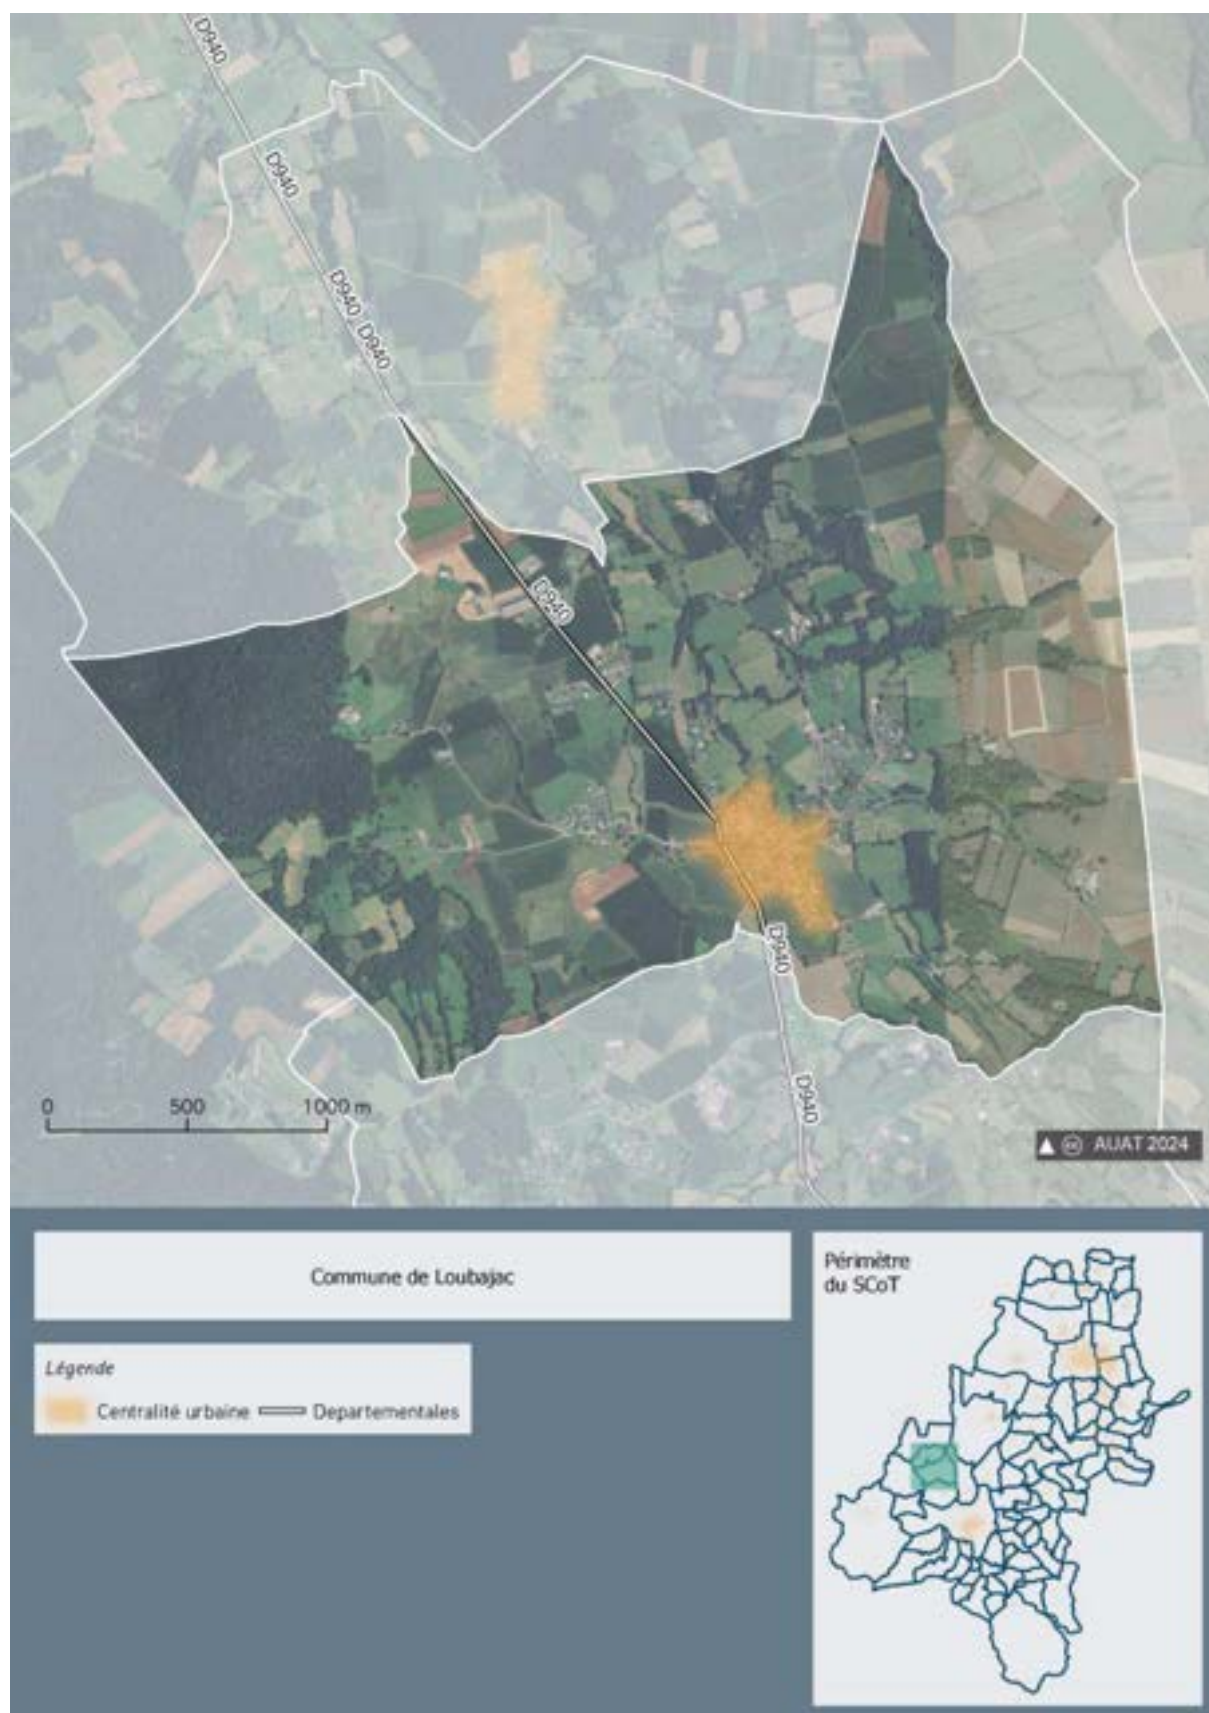 D940
D940
D940
D940
D940
D940
D940
0 500 1000 m
AUAT 2024
Commune de Loubajac
Légende
Centralité urbaine Departementales
Périmètre
du SCoT